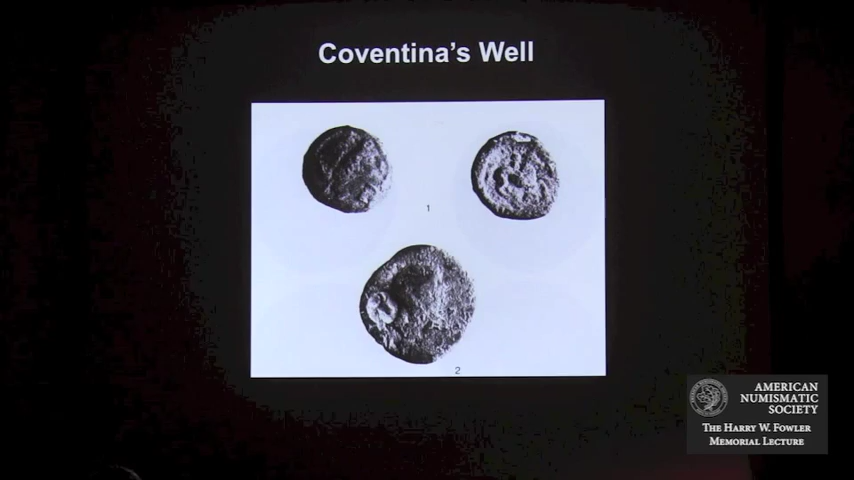 Coventina's Well
1
2
AMERICAN
NUMISMATIC
SOCIETY
THE HARRY W. FOWLER
MEMORIAL LECTURE